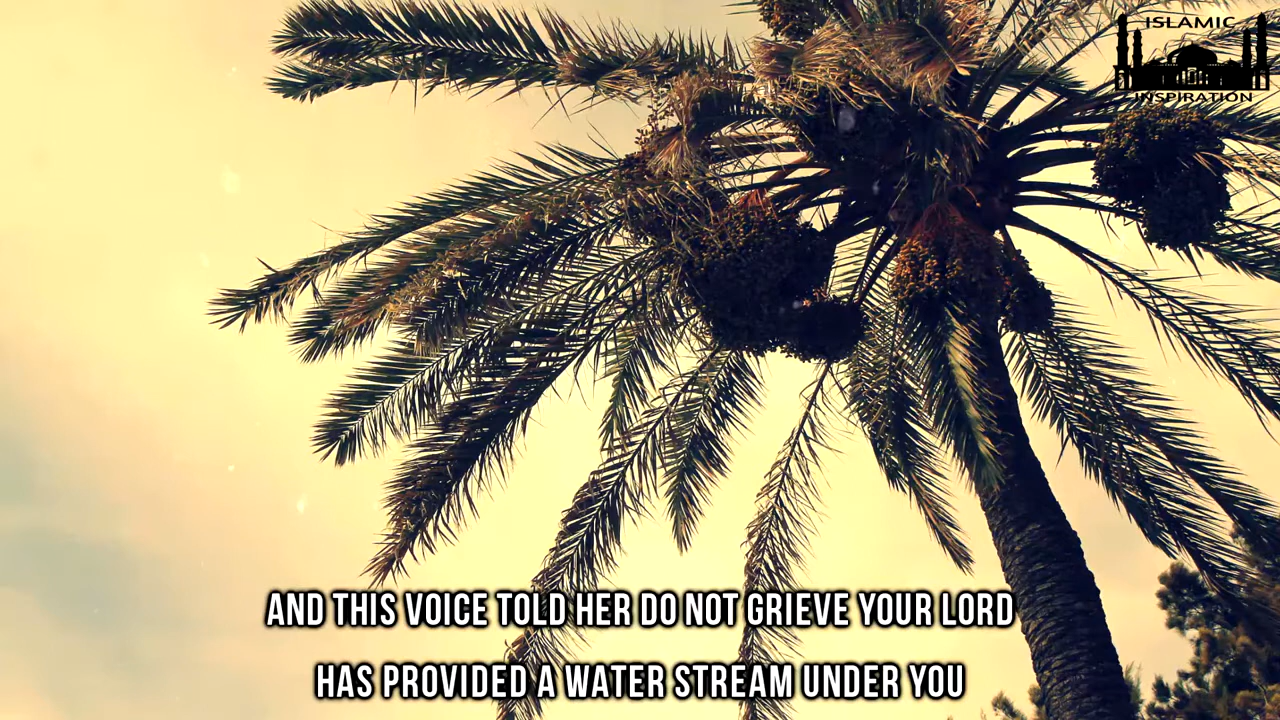 ISLAMIC
INSPIRATION
AND THIS VOICE TOLD HER DO NOT GRIEVE YOUR LORD
HAS PROVIDED A WATER STREAM UNDER YOU